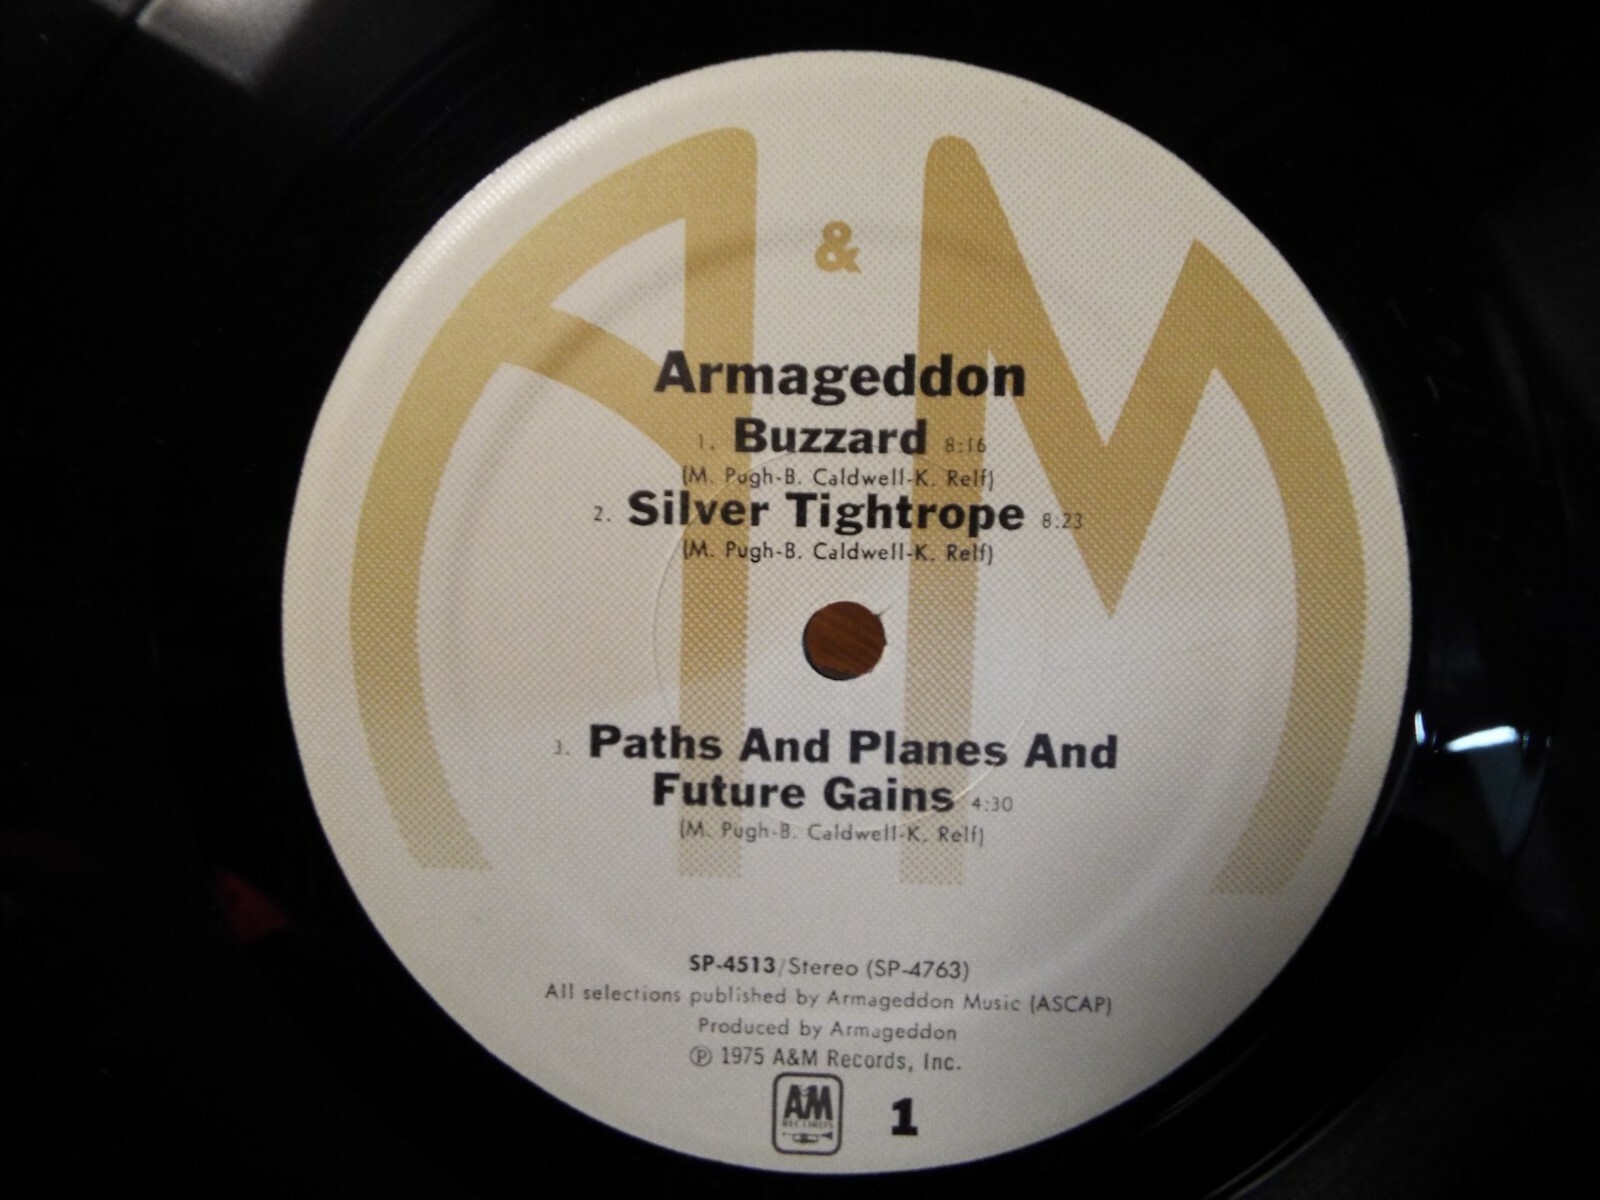 A & M
Armageddon
1. Buzzard 8:16
(M. Pugh-B. Caldwell-K. Relf)
2. Silver Tightrope 8:23
(M. Pugh-B. Caldwell-K. Relf)
3. Paths And Planes And
Future Gains 4:30
(M. Pugh-B. Caldwell-K. Relf)
SP-4513/Stereo (SP-4763)
All selections published by Armageddon Music (ASCAP)
Produced by Armageddon
℗ 1975 A&M Records, Inc.
AM
RECORDS
1